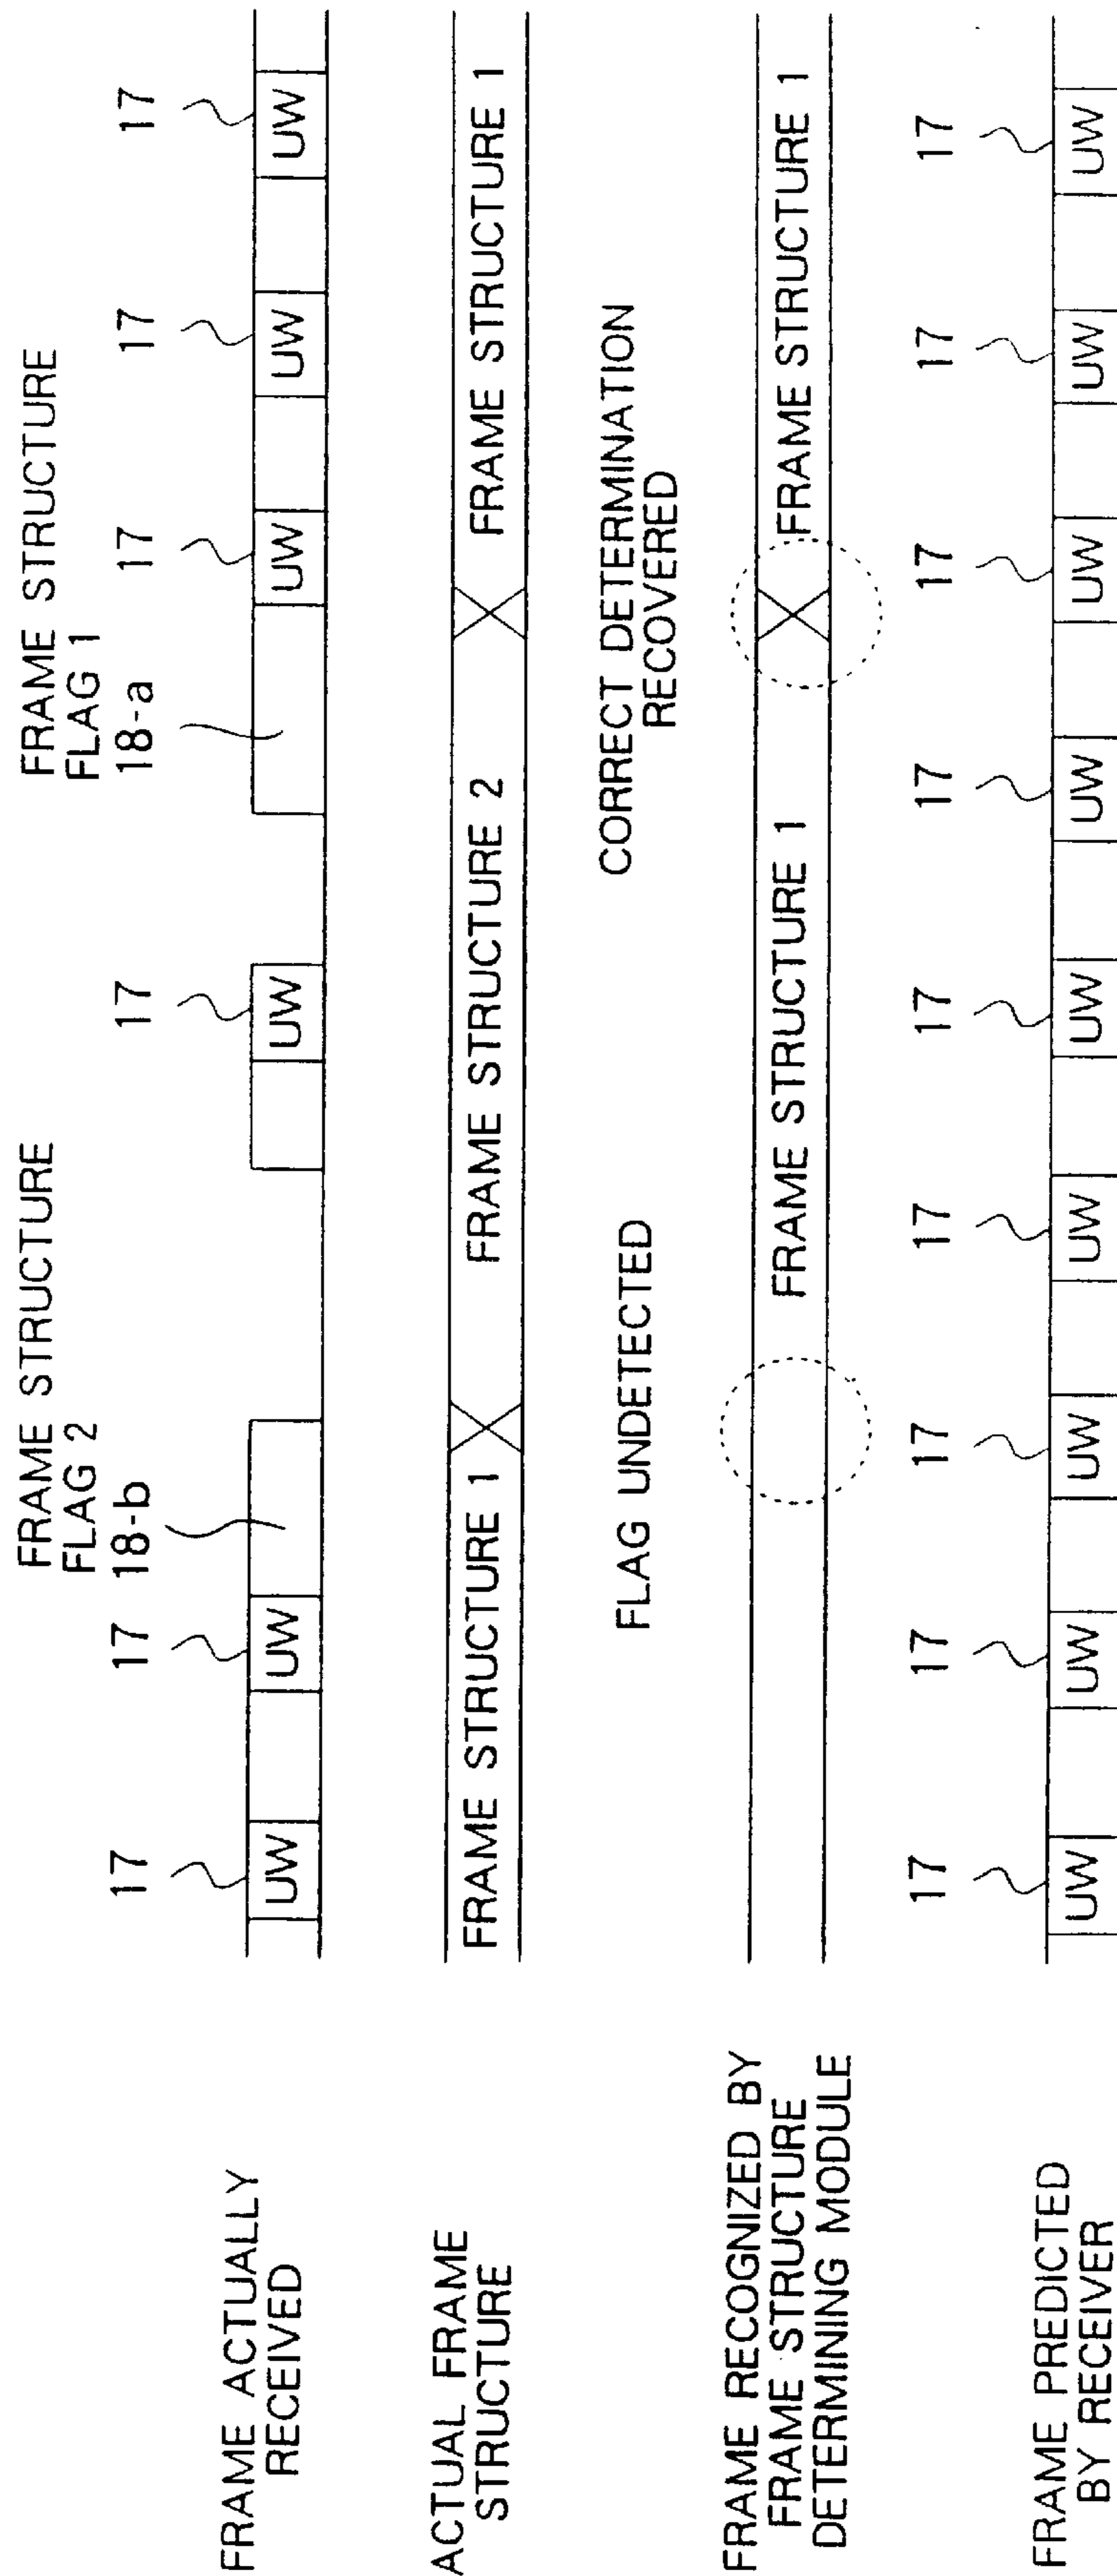 FRAME STRUCTURE
FLAG 2
18-b
FRAME STRUCTURE
FLAG 1
18-a
17 17 17 17 17 17
FRAME ACTUALLY
RECEIVED
UW UW UW UW UW UW
ACTUAL FRAME
STRUCTURE
FRAME STRUCTURE 1 FRAME STRUCTURE 2 FRAME STRUCTURE 1
FLAG UNDETECTED
CORRECT DETERMINATION
RECOVERED
FRAME RECOGNIZED BY
FRAME STRUCTURE
DETERMINING MODULE
FRAME STRUCTURE 1 FRAME STRUCTURE 1
17 17 17 17 17 17 17 17 17
FRAME PREDICTED
BY RECEIVER
UW UW UW UW UW UW UW UW UW